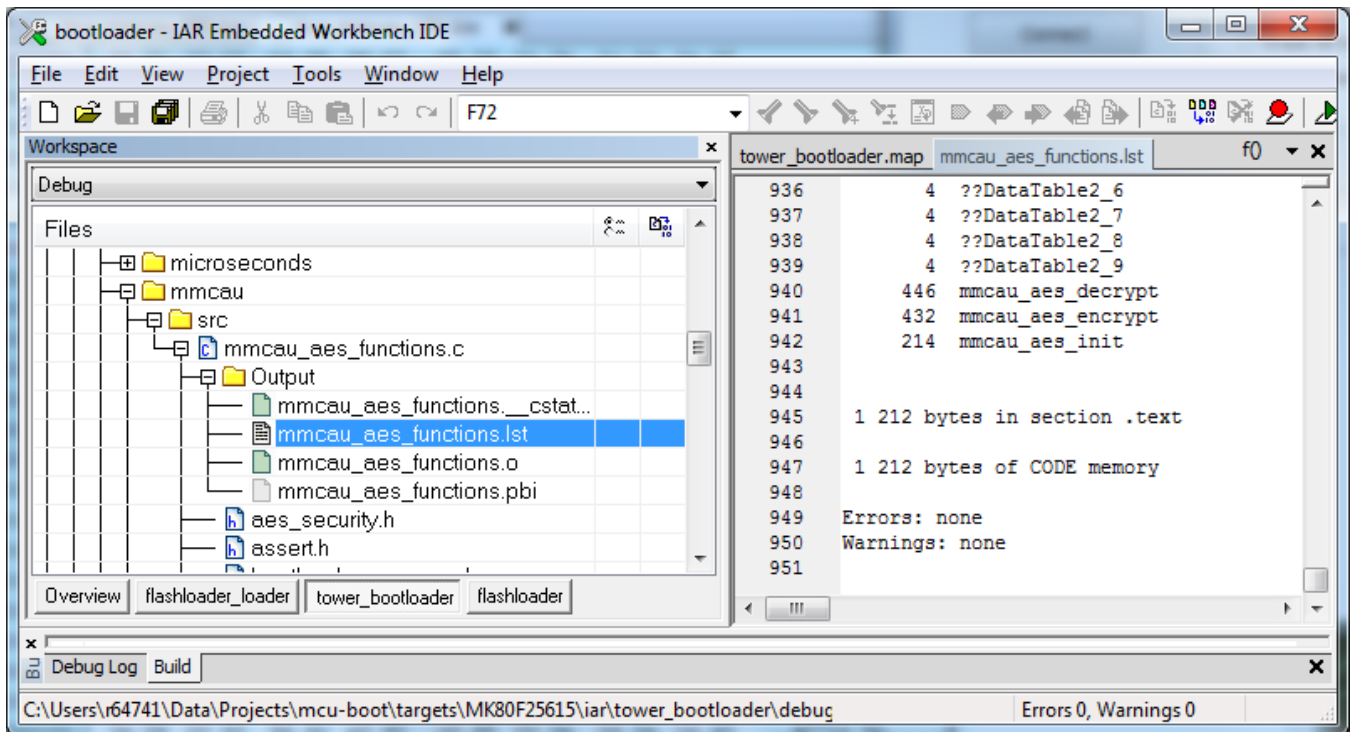 bootloader - IAR Embedded Workbench IDE
File Edit View Project Tools Window Help
F72
Workspace
Debug
Files
microseconds
mmcau
src
mmcau_aes_functions.c
Output
mmcau_aes_functions.__cstat...
mmcau_aes_functions.lst
mmcau_aes_functions.o
mmcau_aes_functions.pbi
aes_security.h
assert.h
Overview flashloader_loader tower_bootloader flashloader
tower_bootloader.map mmcau_aes_functions.lst f()
936 4 ??DataTable2_6
937 4 ??DataTable2_7
938 4 ??DataTable2_8
939 4 ??DataTable2_9
940 446 mmcau_aes_decrypt
941 432 mmcau_aes_encrypt
942 214 mmcau_aes_init
943
944
945 1 212 bytes in section .text
946
947 1 212 bytes of CODE memory
948
949 Errors: none
950 Warnings: none
951
Bu
Debug Log Build
C:\Users\r64741\Data\Projects\mcu-boot\targets\MK80F25615\iar\tower_bootloader\debug
Errors 0, Warnings 0